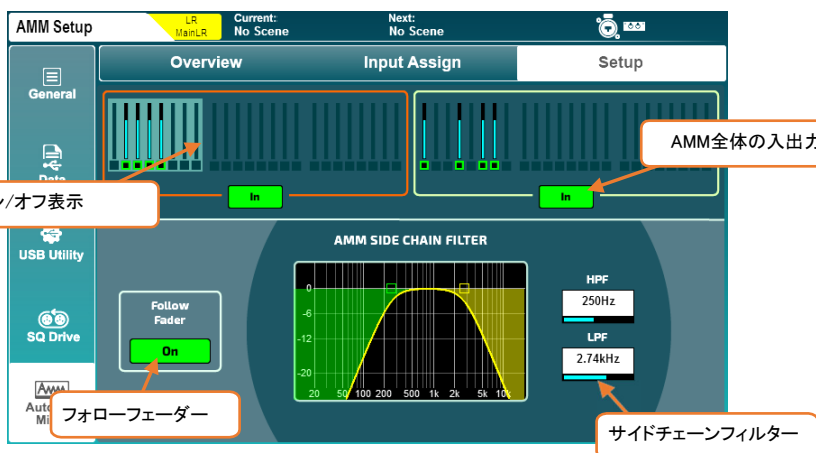 AMM Setup
LR
MainLR
Current:
No Scene
Next:
No Scene
Overview
Input Assign
Setup
General
USB Utility
SQ Drive
In
In
AMM全体の入出力
/オフ表示
AMM SIDE CHAIN FILTER
Follow
Fader
On
0
-6
-12
-20
20 50 100 200 500 1k 2k 5k 10k
HPF
250Hz
LPF
2.74kHz
フォローフェーダー
サイドチェーンフィルター